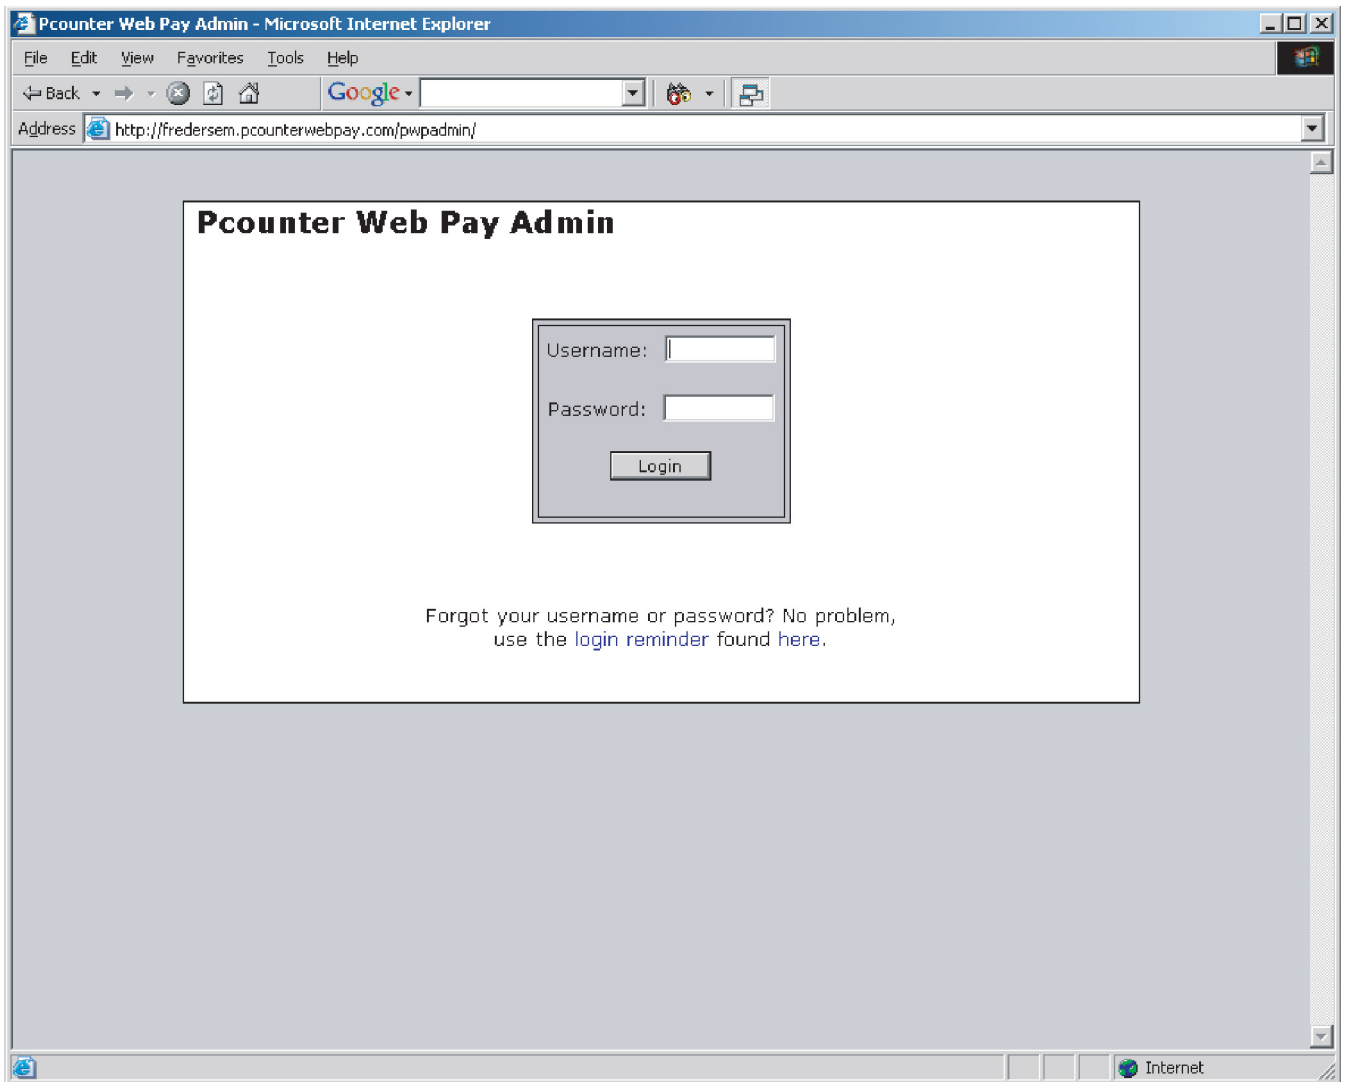 Pcounter Web Pay Admin - Microsoft Internet Explorer
File Edit View Favorites Tools Help
Back Google
Address http://fredersem.pcounterwebpay.com/pwpadmin/
Pcounter Web Pay Admin
Username:
Password:
Login
Forgot your username or password? No problem,
use the login reminder found here.
Internet